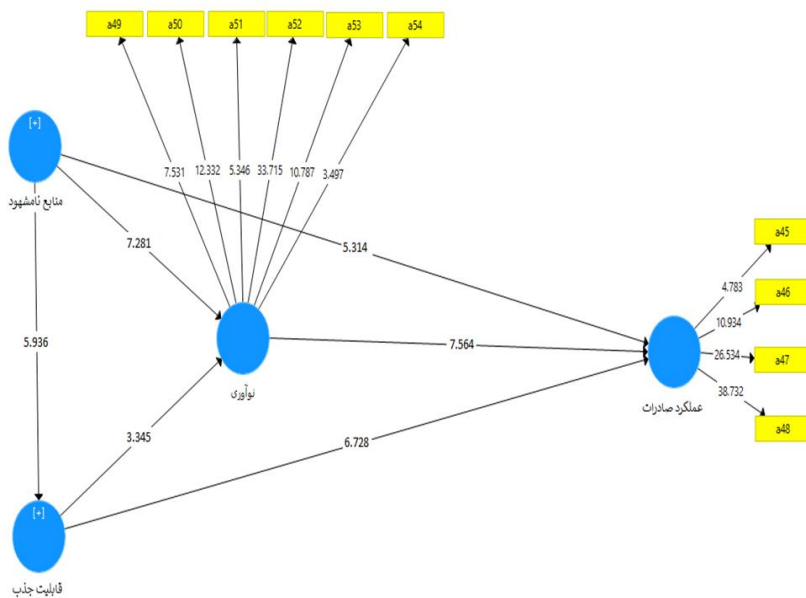 a49
a50
a51
a52
a53
a54
7.531
12.332
5.346
33.715
10.787
3.497
[+]
منابع نامشهود
7.281
5.314
5.936
a45
a46
a47
a48
4.783
10.934
26.534
38.732
نوآوری
7.564
عملکرد صادرات
3.345
6.728
[+]
قابلیت جذب